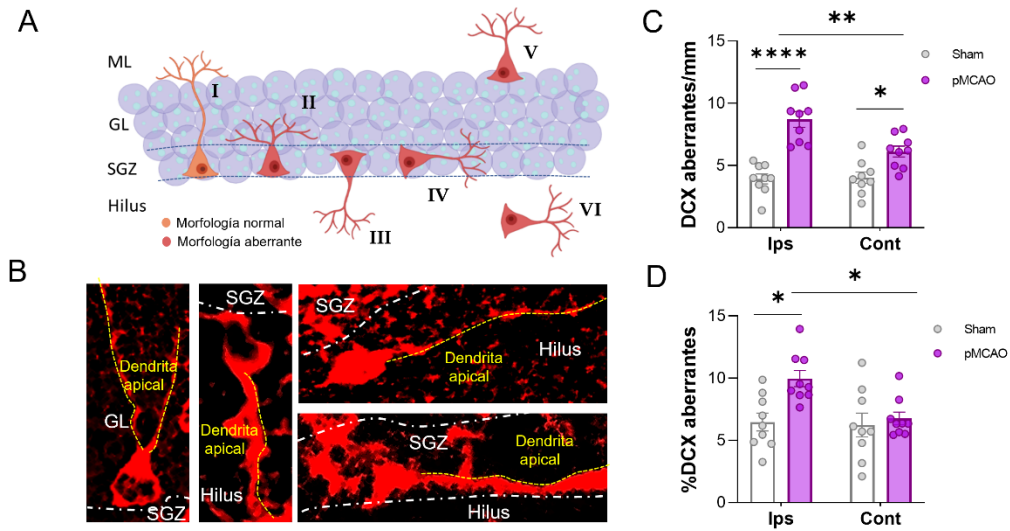 A
ML
GL
SGZ
Hilus
I
II
III
IV
V
VI
Morfología normal
Morfología aberrante
B
Dendrita
apical
GL
SGZ
SGZ
Dendrita
apical
Hilus
SGZ
Dendrita
apical
Hilus
SGZ
Dendrita
apical
Hilus
C
DCX aberrantes/mm
15
10
5
0
****
**
*
Ips
Cont
Sham
pMCAO
D
%DCX aberrantes
15
10
5
0
*
*
Ips
Cont
Sham
pMCAO